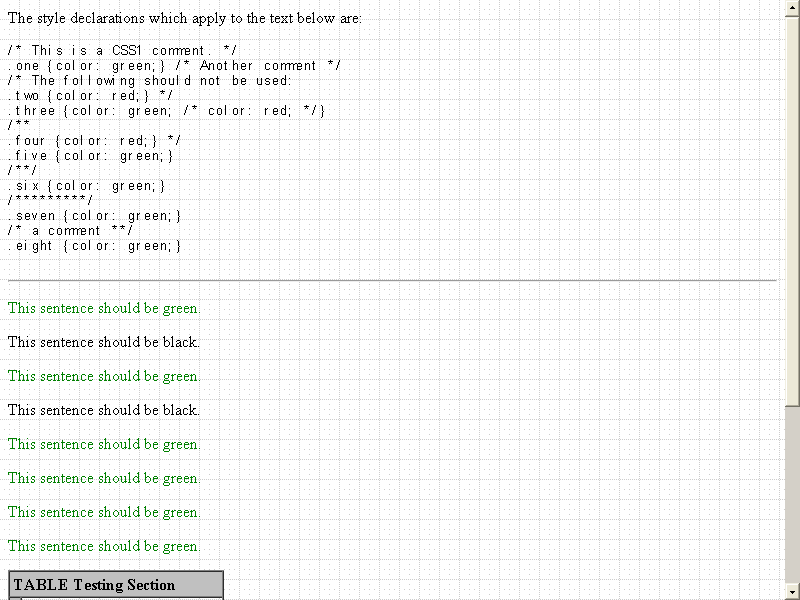 The style declarations which apply to the text below are:
/* This is a CSS1 comment. */
.one {color: green;} /* Another comment */
/* The following should not be used:
.two {color: red;} */
.three {color: green; /* color: red; */}
/**
.four {color: red;} */
.five {color: green;}
/**/
.six {color: green;}
/*********/
.seven {color: green;}
/* a comment **/
.eight {color: green;}
This sentence should be green.
This sentence should be black.
This sentence should be green.
This sentence should be black.
This sentence should be green.
This sentence should be green.
This sentence should be green.
This sentence should be green.
TABLE Testing Section